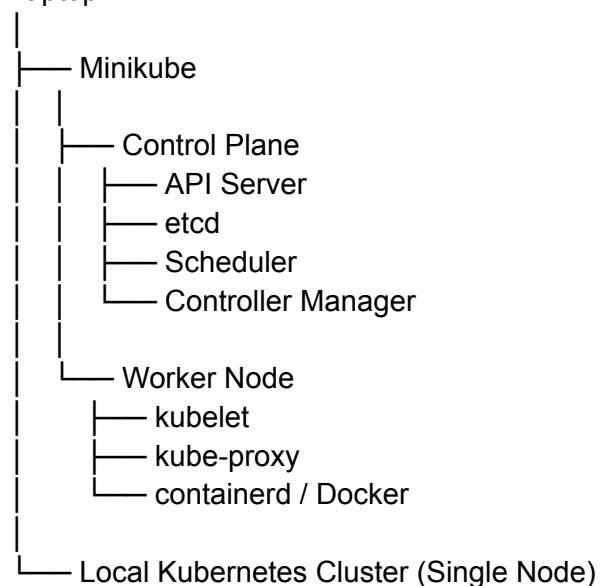 Minikube
Control Plane
API Server
etcd
Scheduler
Controller Manager
Worker Node
kubelet
kube-proxy
containerd / Docker
Local Kubernetes Cluster (Single Node)